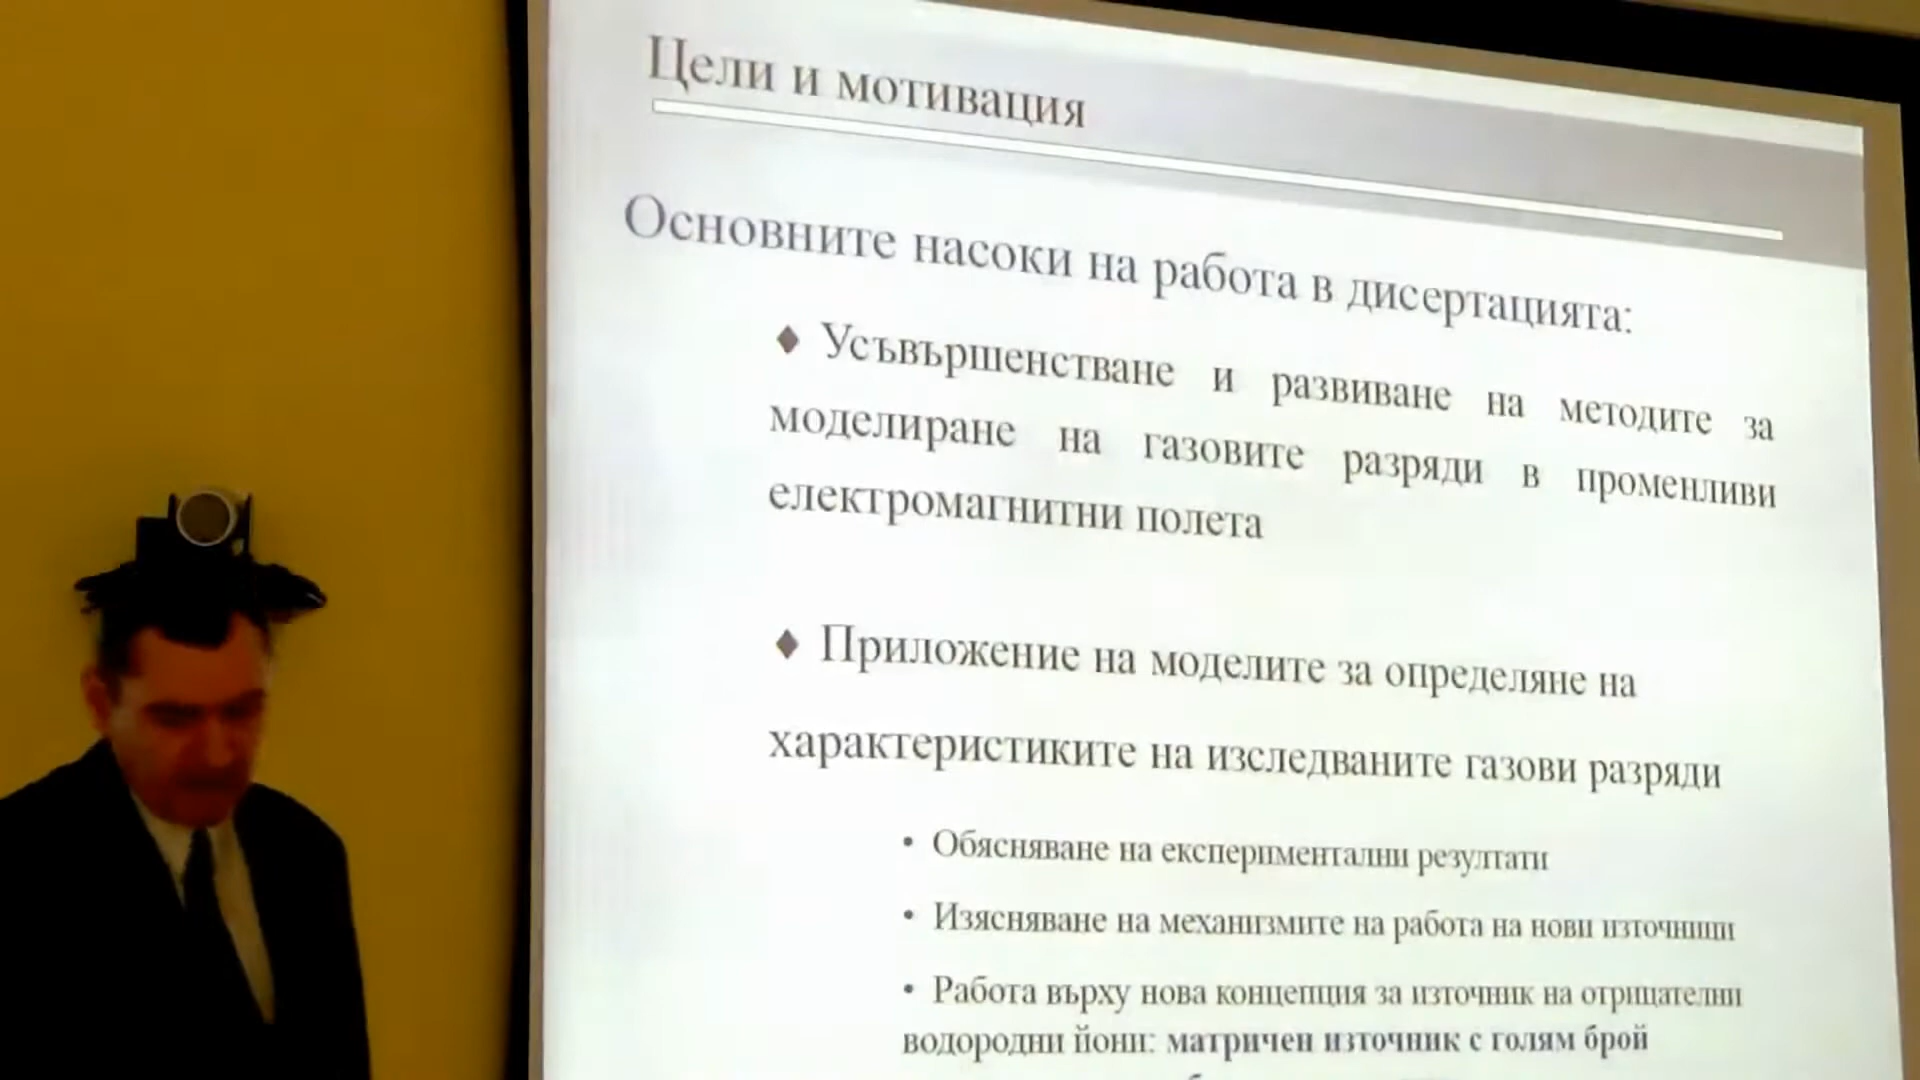 Цели и мотивация
Основните насоки на работа в дисертацията:
♦ Усъвършенстване и развиване на методите за
моделиране на газовите разряди в променливи
електромагнитни полета
♦ Приложение на моделите за определяне на
характеристиките на изследваните газови разряди
• Обясняване на експериментални резултати
• Изясняване на механизмите на работа на нови източници
• Работа върху нова концепция за източник на отрицателни
водородни йони: матричен източник с голям брой